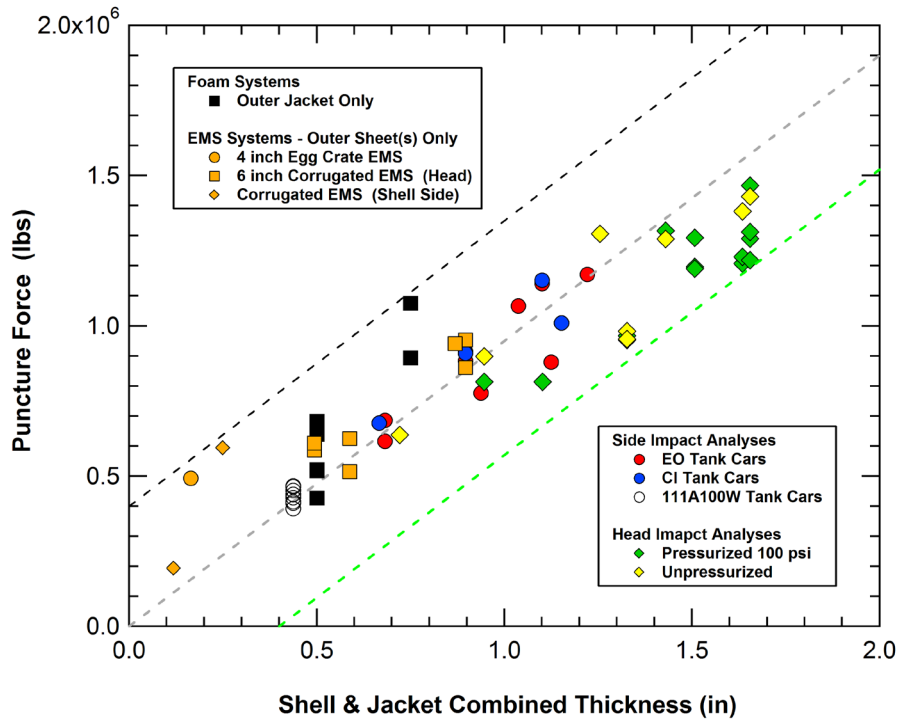 2.0x10⁶
1.5
1.0
0.5
0.0
Puncture Force (lbs)
Foam Systems
Outer Jacket Only
EMS Systems - Outer Sheet(s) Only
4 inch Egg Crate EMS
6 inch Corrugated EMS (Head)
Corrugated EMS (Shell Side)
Side Impact Analyses
EO Tank Cars
CI Tank Cars
111A100W Tank Cars
Head Imapct Analyses
Pressurized 100 psi
Unpressurized
0.0 0.5 1.0 1.5 2.0
Shell & Jacket Combined Thickness (in)